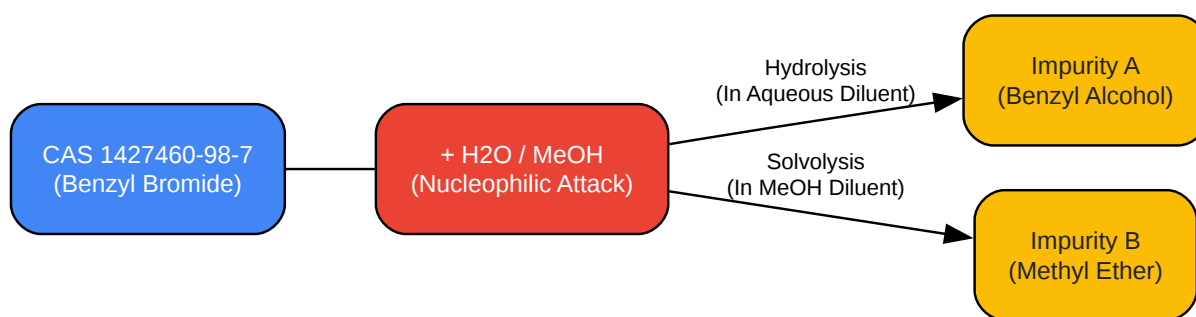 CAS 1427460-98-7
(Benzyl Bromide)
+ H2O / MeOH
(Nucleophilic Attack)
Hydrolysis
(In Aqueous Diluent)
Solvolysis
(In MeOH Diluent)
Impurity A
(Benzyl Alcohol)
Impurity B
(Methyl Ether)